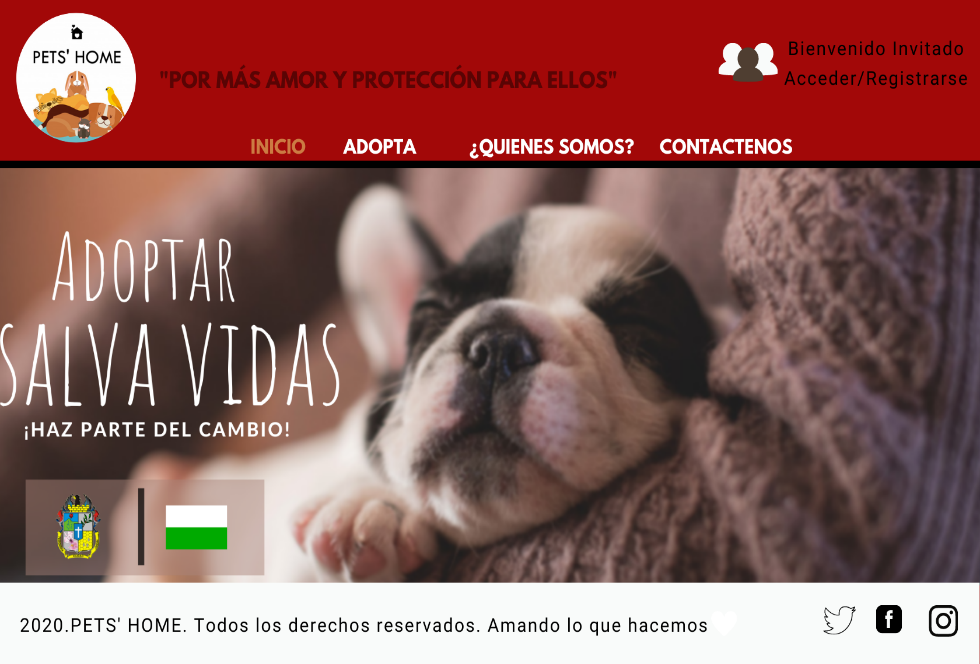 PETS' HOME
"POR MÁS AMOR Y PROTECCIÓN PARA ELLOS"
Bienvenido Invitado
Acceder/Registrarse
INICIO ADOPTA ¿QUIENES SOMOS? CONTACTENOS
ADOPTAR
SALVA VIDAS
¡HAZ PARTE DEL CAMBIO!
2020.PETS' HOME. Todos los derechos reservados. Amando lo que hacemos